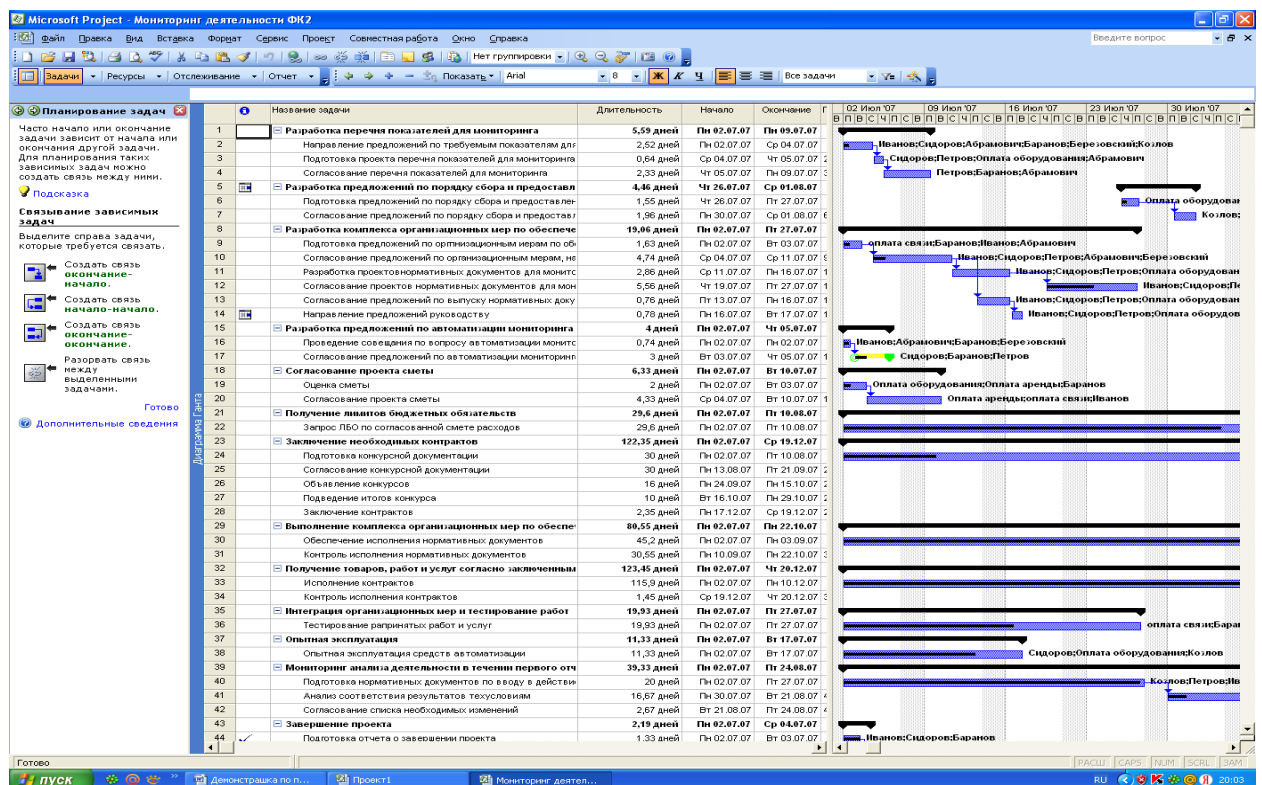 Microsoft Project - Мониторинг деятельности ФК2
Файл Правка Вид Вставка Формат Сервис Проект Совместная работа Окно Справка Введите вопрос
Нет группировки
Задачи Ресурсы Отслеживание Отчет Показать Arial 8 Ж К Ч Все задачи
Планирование задач
Часто начало или окончание
задачи зависит от начала или
окончания другой задачи.
Для планирования таких
зависимых задач можно
создать связь между ними.
Подсказка
Связывание зависимых
задач
Выделите справа задачи,
которые требуется связать.
Создать связь
окончание-
начало.
Создать связь
начало-начало.
Создать связь
окончание-
окончание.
Разорвать связь
между
выделенными
задачами.
Готово
Дополнительные сведения
Диаграмма Ганта
Название задачи Длительность Начало Окончание 02 Июл '07 09 Июл '07 16 Июл '07 23 Июл '07 30 Июл '07
В П В С Ч П С В П В С Ч П С В П В С Ч П С В П В С Ч П С В П В С Ч П С
1 Разработка перечня показателей для мониторинга 5,59 дней Пн 02.07.07 Пн 09.07.07
2 Направление предложений по требуемым показателям для 2,52 дней Пн 02.07.07 Ср 04.07.07 Иванов;Сидоров;Абрамович;Баранов;Березовский;Козлов
3 Подготовка проекта перечня показателей для мониторинга 0,64 дней Ср 04.07.07 Чт 05.07.07 2 Сидоров;Петров;Оплата оборудования;Абрамович
4 Согласование перечня показателей для мониторинга 2,33 дней Чт 05.07.07 Пн 09.07.07 3 Петров;Баранов;Абрамович
5 Разработка предложений по порядку сбора и предоставл 4,46 дней Чт 26.07.07 Ср 01.08.07
6 Подготовка предложений по порядку сбора и предоставлен 1,55 дней Чт 26.07.07 Пт 27.07.07 Оплата оборудован
7 Согласование предложений по порядку сбора и предостав 1,96 дней Пн 30.07.07 Ср 01.08.07 6 Козлов;
8 Разработка комплекса организационных мер по обеспече 19,06 дней Пн 02.07.07 Пт 27.07.07
9 Подготовка предложений по орпгнизационным иерам по об 1,63 дней Пн 02.07.07 Вт 03.07.07 оплата связи;Баранов;Иванов;Абрамович
10 Согласование предложений по организационным мерам, не 4,74 дней Ср 04.07.07 Ср 11.07.07 9 Иванов;Сидоров;Петров;Абрамович;Березовский
11 Разработка проектовнормативных документов для монитс 2,86 дней Ср 11.07.07 Пн 16.07.07 1 Иванов;Сидоров;Петров;Оплата оборудован
12 Согласование проектов нормативных документов для мон 5,56 дней Чт 19.07.07 Пт 27.07.07 1 Иванов;Сидоров;Пе
13 Согласование предложений по выпуску нормативных доку 0,76 дней Пт 13.07.07 Пн 16.07.07 1 Иванов;Сидоров;Петров;Оплата оборудован
14 Направление предложений руководству 0,78 дней Пн 16.07.07 Вт 17.07.07 1 Иванов;Сидоров;Петров;Оплата оборудов
15 Разработка предложений по автоматизации мониторинга 4 дней Пн 02.07.07 Чт 05.07.07
16 Проведение совещания по вопросу автоматизации монитс 0,74 дней Пн 02.07.07 Пн 02.07.07 Иванов;Абрамович;Баранов;Березовский
17 Согласование предложений по автоматизации мониторинг 3 дней Вт 03.07.07 Чт 05.07.07 1 Сидоров;Баранов;Петров
18 Согласование проекта сметы 6,33 дней Пн 02.07.07 Вт 10.07.07
19 Оценка сметы 2 дней Пн 02.07.07 Вт 03.07.07 Оплата оборудования;Оплата аренды;Баранов
20 Согласование проекта сметы 4,33 дней Ср 04.07.07 Вт 10.07.07 1 Оплата аренды;оплата связи;Иванов
21 Получение лимитов бюджетных обязательств 29,6 дней Пн 02.07.07 Пт 10.08.07
22 Запрос ЛБО по согласованной смете расходов 29,6 дней Пн 02.07.07 Пт 10.08.07
23 Заключение необходимых контрактов 122,35 дней Пн 02.07.07 Ср 19.12.07
24 Подготовка конкурсной документации 30 дней Пн 02.07.07 Пт 10.08.07
25 Согласование конкурсной документации 30 дней Пн 13.08.07 Пт 21.09.07 2
26 Объявление конкурсов 16 дней Пн 24.09.07 Пн 15.10.07 2
27 Подведение итогов конкурса 10 дней Вт 16.10.07 Пн 29.10.07 2
28 Заключение контрактов 2,35 дней Пн 17.12.07 Ср 19.12.07 2
29 Выполнение комплекса организационных мер по обеспе 80,55 дней Пн 02.07.07 Пн 22.10.07
30 Обеспечение исполнения нормативных документов 45,2 дней Пн 02.07.07 Пн 03.09.07
31 Контроль исполнения нормативных документов 30,55 дней Пн 10.09.07 Пн 22.10.07 3
32 Получение товаров, работ и услуг согласно заключенным 123,45 дней Пн 02.07.07 Чт 20.12.07
33 Исполнение контрактов 115,9 дней Пн 02.07.07 Пн 10.12.07
34 Контроль исполнения контрактов 1,45 дней Ср 19.12.07 Чт 20.12.07 3
35 Интеграция организационных мер и тестирование работ 19,93 дней Пн 02.07.07 Пт 27.07.07
36 Тестирование рапринятых работ и услуг 19,93 дней Пн 02.07.07 Пт 27.07.07 оплата связи;Бара
37 Опытная эксплуатация 11,33 дней Пн 02.07.07 Вт 17.07.07
38 Опытная эксплуатация средств автоматизации 11,33 дней Пн 02.07.07 Вт 17.07.07 Сидоров;Оплата оборудования;Козлов
39 Мониторинг анализа деятельности в течении первого отч 39,33 дней Пн 02.07.07 Пт 24.08.07
40 Подготовка нормативных документов по вводу в действи 20 дней Пн 02.07.07 Пт 27.07.07 Козлов;Петров;Ив
41 Анализ соответствия результатов техусловиям 16,67 дней Пн 30.07.07 Вт 21.08.07 4
42 Согласование списка необходимых изменений 2,67 дней Вт 21.08.07 Пт 24.08.07 4
43 Завершение проекта 2,19 дней Пн 02.07.07 Ср 04.07.07
44 Подготовка отчета о завершении проекта 1,33 дней Пн 02.07.07 Вт 03.07.07 Иванов;Сидоров;Баранов
Готово РАСШ CAPS NUM SCRL ЗАМ
пуск Демонстрашка по п... Проект1 Мониторинг деятел... RU 20:03